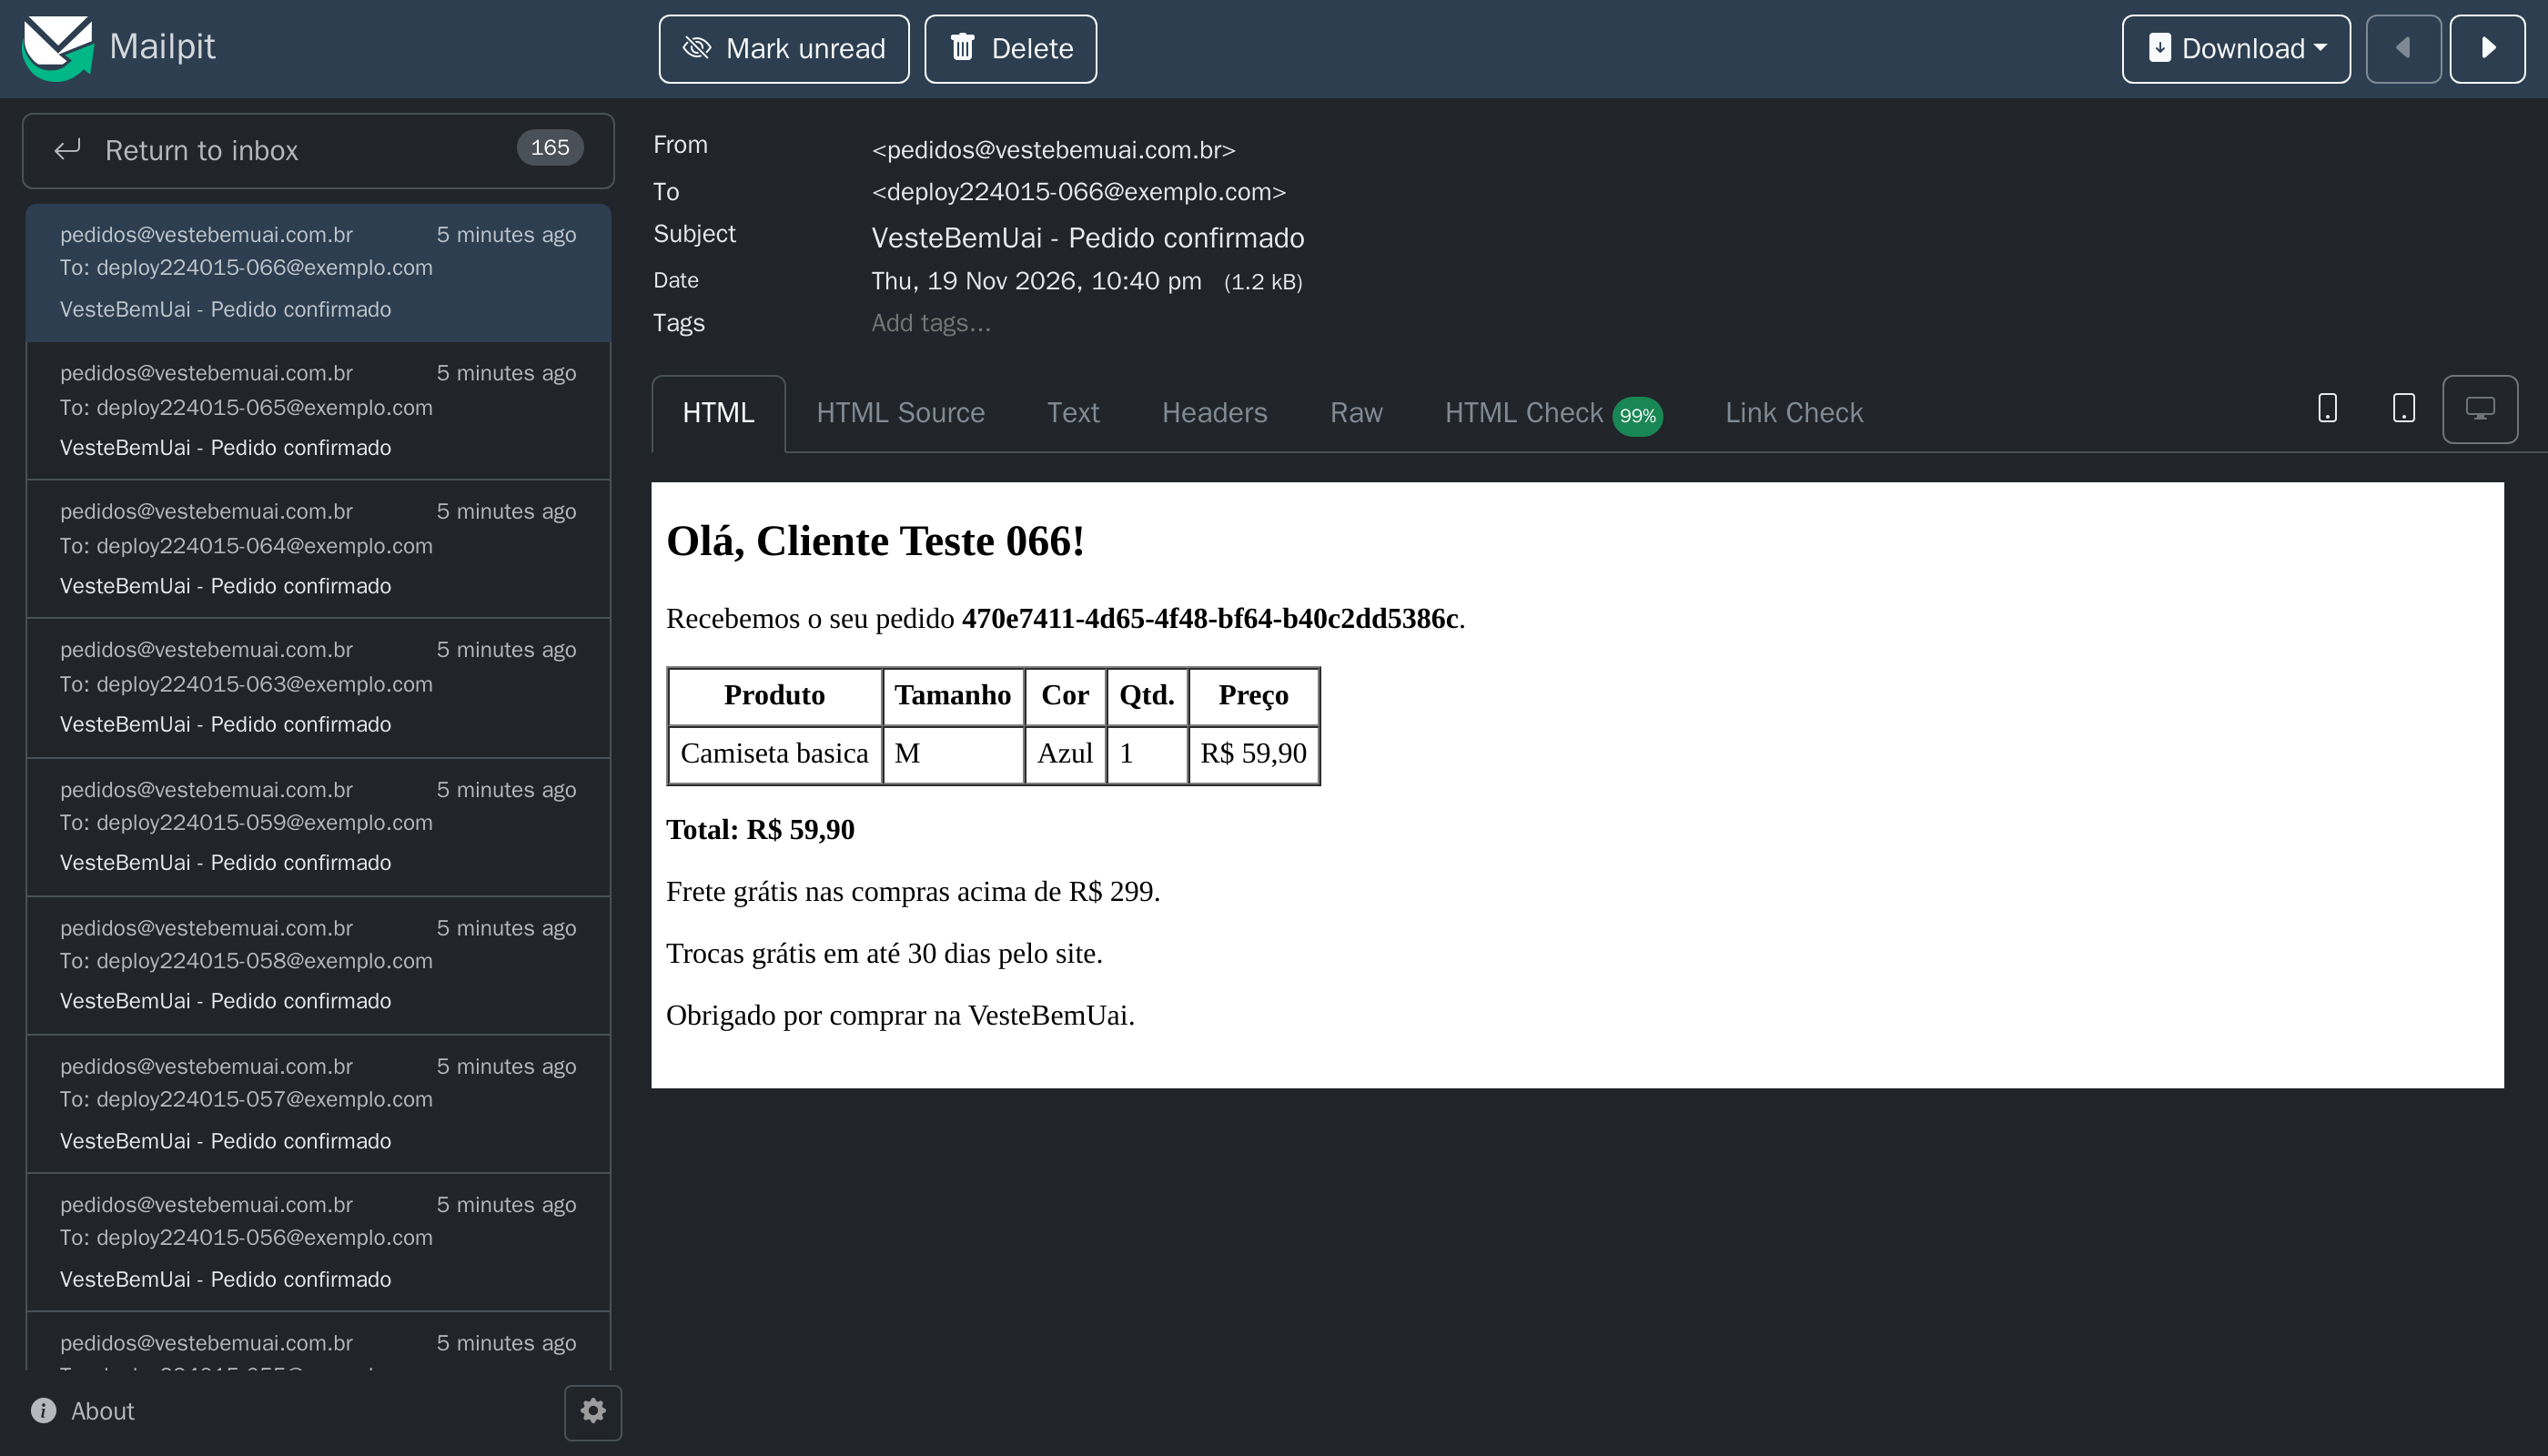 Mailpit
Mark unread
Delete
Download
Return to inbox 165
pedidos@vestebemuai.com.br 5 minutes ago
To: deploy224015-066@exemplo.com
VesteBemUai - Pedido confirmado
pedidos@vestebemuai.com.br 5 minutes ago
To: deploy224015-065@exemplo.com
VesteBemUai - Pedido confirmado
pedidos@vestebemuai.com.br 5 minutes ago
To: deploy224015-064@exemplo.com
VesteBemUai - Pedido confirmado
pedidos@vestebemuai.com.br 5 minutes ago
To: deploy224015-063@exemplo.com
VesteBemUai - Pedido confirmado
pedidos@vestebemuai.com.br 5 minutes ago
To: deploy224015-059@exemplo.com
VesteBemUai - Pedido confirmado
pedidos@vestebemuai.com.br 5 minutes ago
To: deploy224015-058@exemplo.com
VesteBemUai - Pedido confirmado
pedidos@vestebemuai.com.br 5 minutes ago
To: deploy224015-057@exemplo.com
VesteBemUai - Pedido confirmado
pedidos@vestebemuai.com.br 5 minutes ago
To: deploy224015-056@exemplo.com
VesteBemUai - Pedido confirmado
pedidos@vestebemuai.com.br 5 minutes ago
About
From <pedidos@vestebemuai.com.br>
To <deploy224015-066@exemplo.com>
Subject VesteBemUai - Pedido confirmado
Date Thu, 19 Nov 2026, 10:40 pm (1.2 kB)
Tags Add tags...
HTML HTML Source Text Headers Raw HTML Check 99% Link Check
Olá, Cliente Teste 066!
Recebemos o seu pedido 470e7411-4d65-4f48-bf64-b40c2dd5386c.
Produto Tamanho Cor Qtd. Preço
Camiseta basica M Azul 1 R$ 59,90
Total: R$ 59,90
Frete grátis nas compras acima de R$ 299.
Trocas grátis em até 30 dias pelo site.
Obrigado por comprar na VesteBemUai.